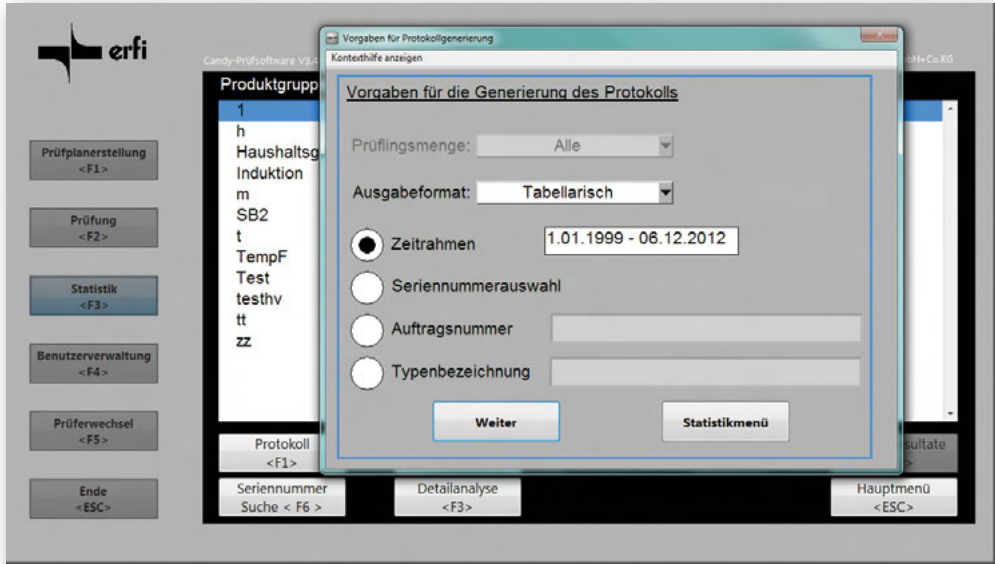 erfi
Candy-Prüfsoftware V3.4
bH+Co.KG
Prüfplanerstellung
<F1>
Prüfung
<F2>
Statistik
<F3>
Benutzerverwaltung
<F4>
Prüferwechsel
<F5>
Ende
<ESC>
Produktgrupp
1
h
Haushaltsg
Induktion
m
SB2
t
TempF
Test
testhv
tt
zz
Vorgaben für Protokollgenerierung
Kontexthilfe anzeigen
Vorgaben für die Generierung des Protokolls
Prüflingsmenge: Alle
Ausgabeformat: Tabellarisch
Zeitrahmen 1.01.1999 - 06.12.2012
Seriennummerauswahl
Auftragsnummer
Typenbezeichnung
Weiter Statistikmenü
Protokoll
<F1>
sultate
>
Seriennummer
Suche < F6 >
Detailanalyse
<F3>
Hauptmenü
<ESC>